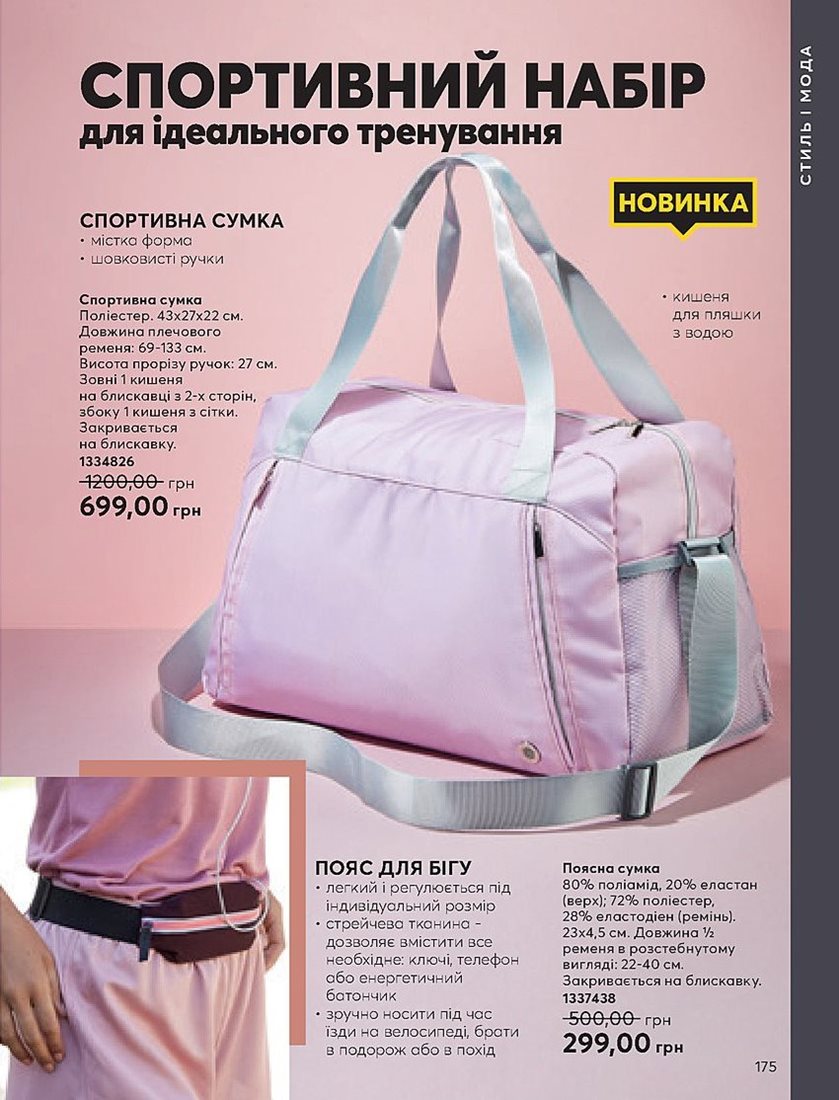 СПОРТИВНИЙ НАБІР
для ідеального тренування
СТИЛЬ І МОДА
НОВИНКА
СПОРТИВНА СУМКА
• містка форма
• шовковисті ручки
• кишеня
для пляшки
з водою
Спортивна сумка
Поліестер. 43х27х22 см.
Довжина плечового
ременя: 69-133 см.
Висота прорізу ручок: 27 см.
Зовні 1 кишеня
на блискавці з 2-х сторін,
збоку 1 кишеня з сітки.
Закривається
на блискавку.
1334826
1200,00 грн
699,00 грн
ПОЯС ДЛЯ БІГУ
• легкий і регулюється під
індивідуальний розмір
• стрейчева тканина -
дозволяє вмістити все
необхідне: ключі, телефон
або енергетичний
батончик
• зручно носити під час
їзди на велосипеді, брати
в подорож або в похід
Поясна сумка
80% поліамід, 20% еластан
(верх); 72% поліестер,
28% еластодієн (ремінь).
23х4,5 см. Довжина ½
ременя в розстебнутому
вигляді: 22-40 см.
Закривається на блискавку.
1337438
500,00 грн
299,00 грн
175